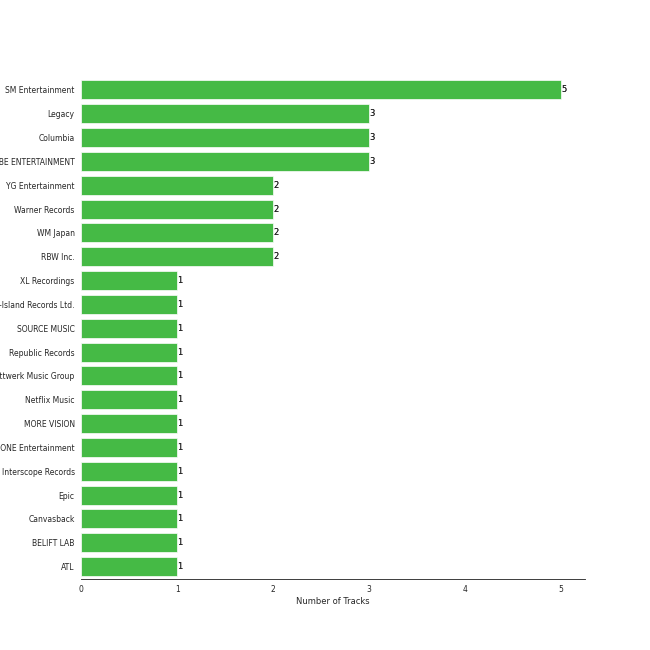 SM Entertainment 5
Legacy 3
Columbia 3
BE ENTERTAINMENT 3
YG Entertainment 2
Warner Records 2
WM Japan 2
RBW Inc. 2
XL Recordings 1
-Island Records Ltd. 1
SOURCE MUSIC 1
Republic Records 1
ttwerk Music Group 1
Netflix Music 1
MORE VISION 1
ONE Entertainment 1
Interscope Records 1
Epic 1
Canvasback 1
BELIFT LAB 1
ATL 1
0 1 2 3 4 5
Number of Tracks